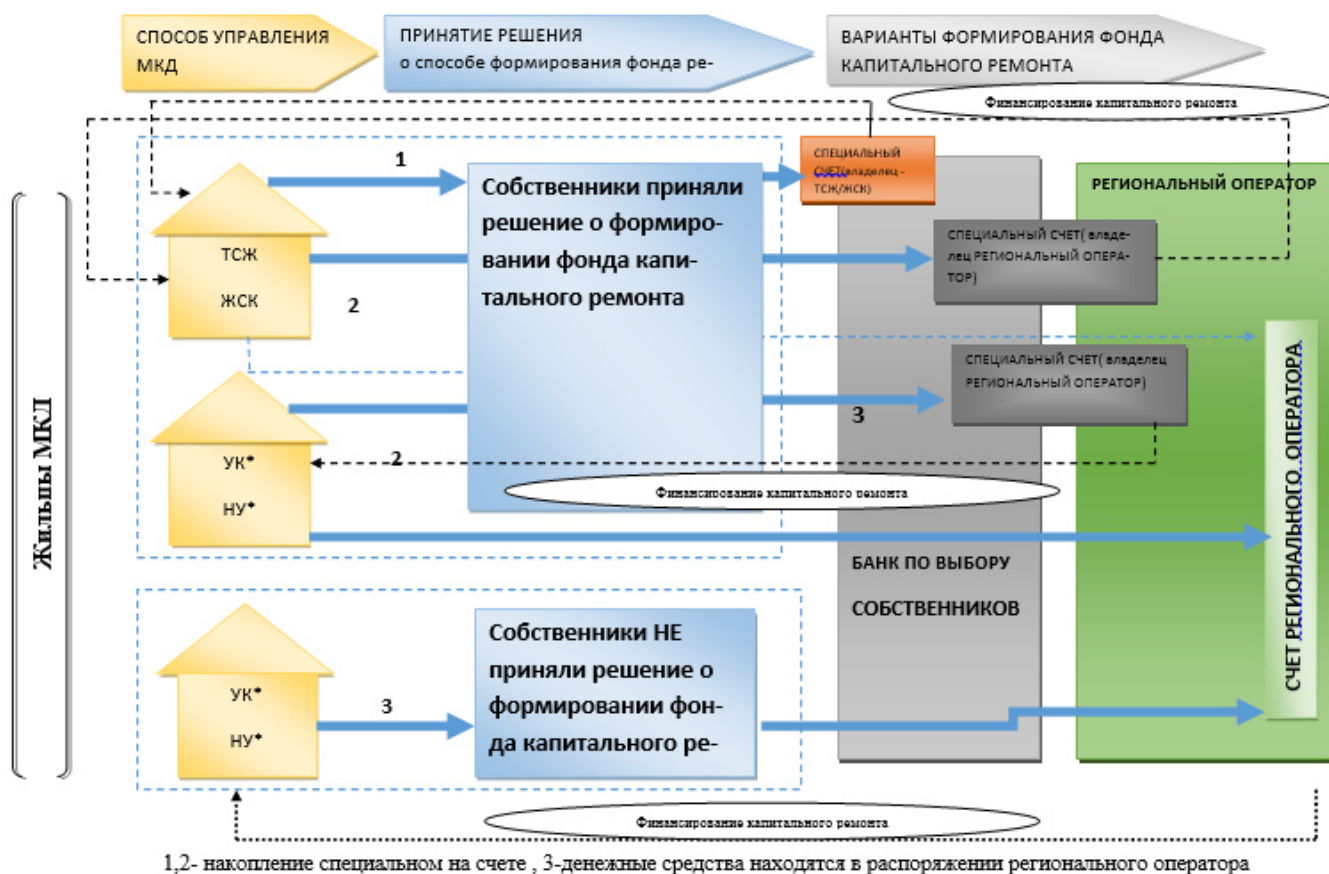 СПОСОБ УПРАВЛЕНИЯ
МКД
ПРИНЯТИЕ РЕШЕНИЯ
о способе формирования фонда ре-
ВАРИАНТЫ ФОРМИРОВАНИЯ ФОНДА
КАПИТАЛЬНОГО РЕМОНТА
Финансирование капитального ремонта
Жильцы МКД
ТСЖ
ЖСК
1
2
Собственники приняли
решение о формиро-
вании фонда капи-
тального ремонта
СПЕЦИАЛЬНЫЙ
СЧЕТ(владелец -
ТСЖ/ЖСК)
РЕГИОНАЛЬНЫЙ ОПЕРАТОР
СПЕЦИАЛЬНЫЙ СЧЕТ( владе-
лец РЕГИОНАЛЬНЫЙ ОПЕРА-
ТОР)
СПЕЦИАЛЬНЫЙ СЧЕТ( владелец
РЕГИОНАЛЬНЫЙ ОПЕРАТОР)
3
УК*
НУ*
2
Финансирование капитального ремонта
БАНК ПО ВЫБОРУ
СОБСТВЕННИКОВ
СЧЕТ РЕГИОНАЛЬНОГО ОПЕРАТОРА
УК*
НУ*
3
Собственники НЕ
приняли решение о
формировании фон-
да капитального ре-
Финансирование капитального ремонта
1,2- накопление специальном на счете , 3-денежные средства находятся в распоряжении регионального оператора